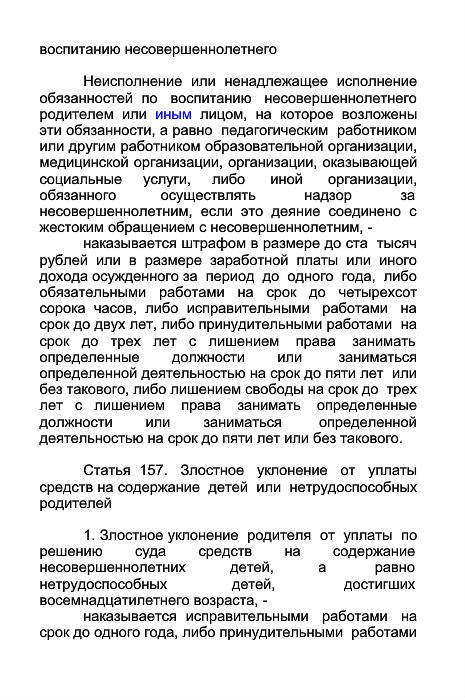 воспитанию несовершеннолетнего
Неисполнение или ненадлежащее исполнение
обязанностей по воспитанию несовершеннолетнего
родителем или иным лицом, на которое возложены
эти обязанности, а равно педагогическим работником
или другим работником образовательной организации,
медицинской организации, организации, оказывающей
социальные услуги, либо иной организации,
обязанного осуществлять надзор за
несовершеннолетним, если это деяние соединено с
жестоким обращением с несовершеннолетним, -
наказывается штрафом в размере до ста тысяч
рублей или в размере заработной платы или иного
дохода осужденного за период до одного года, либо
обязательными работами на срок до четырехсот
сорока часов, либо исправительными работами на
срок до двух лет, либо принудительными работами на
срок до трех лет с лишением права занимать
определенные должности или заниматься
определенной деятельностью на срок до пяти лет или
без такового, либо лишением свободы на срок до трех
лет с лишением права занимать определенные
должности или заниматься определенной
деятельностью на срок до пяти лет или без такового.
Статья 157. Злостное уклонение от уплаты
средств на содержание детей или нетрудоспособных
родителей
1. Злостное уклонение родителя от уплаты по
решению суда средств на содержание
несовершеннолетних детей, а равно
нетрудоспособных детей, достигших
восемнадцатилетнего возраста, -
наказывается исправительными работами на
срок до одного года, либо принудительными работами